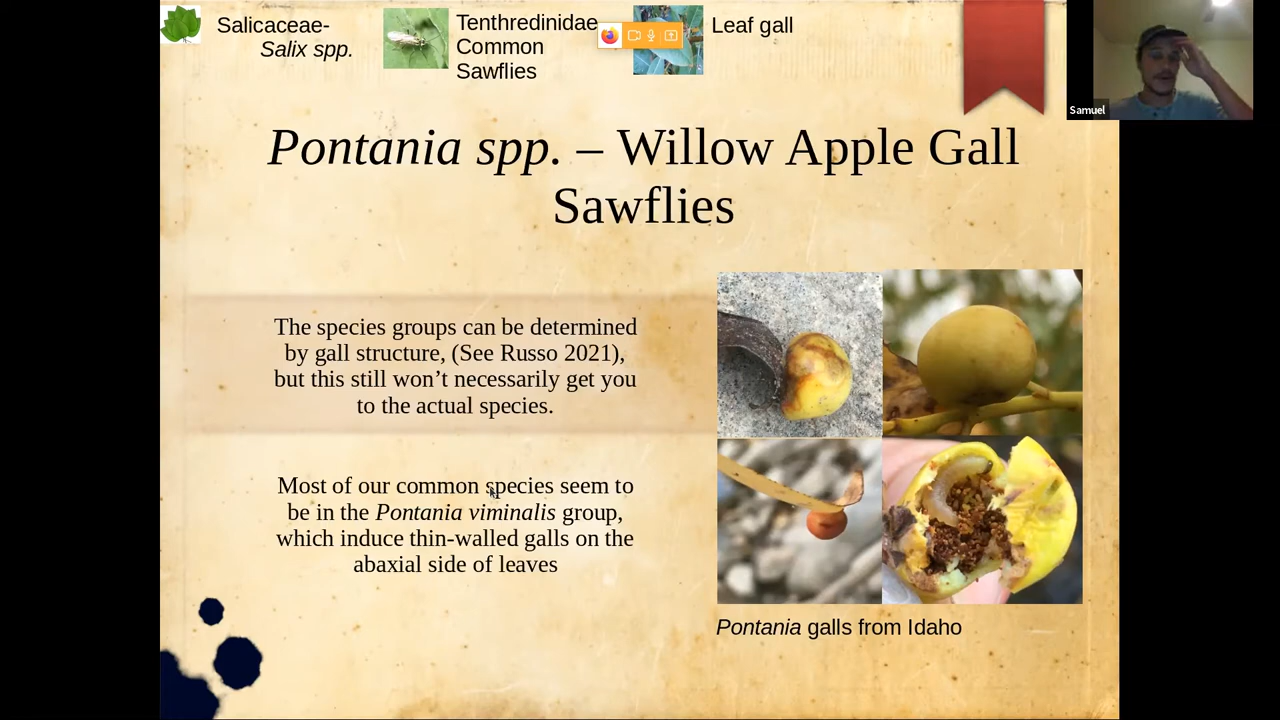 Salicaceae-
Salix spp.
Tenthredinidae
Common
Sawflies
Leaf gall
Samuel
Pontania spp. – Willow Apple Gall
Sawflies
The species groups can be determined
by gall structure, (See Russo 2021),
but this still won’t necessarily get you
to the actual species.
Most of our common species seem to
be in the Pontania viminalis group,
which induce thin-walled galls on the
abaxial side of leaves
Pontania galls from Idaho